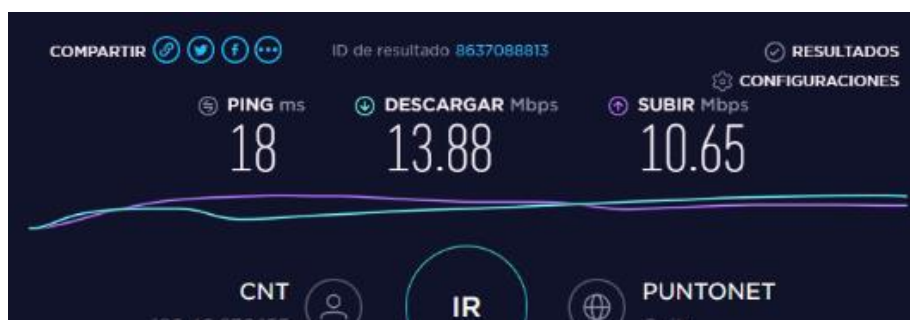 COMPARTIR ID de resultado 8637088813 RESULTADOS
CONFIGURACIONES
PING ms DESCARGAR Mbps SUBIR Mbps
18 13.88 10.65
CNT IR PUNTONET